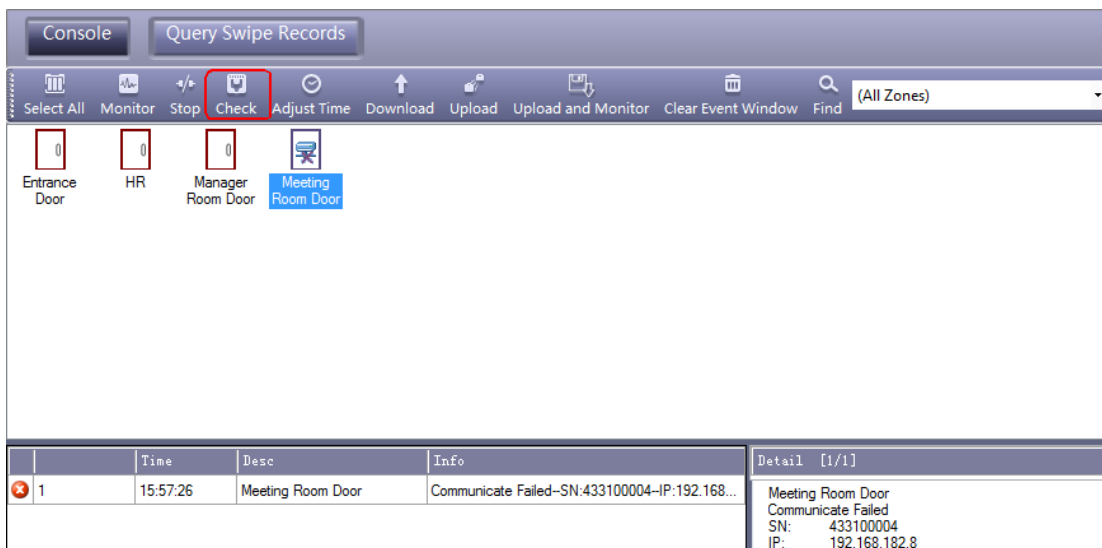 Console Query Swipe Records
Select All Monitor Stop Check Adjust Time Download Upload Upload and Monitor Clear Event Window Find (All Zones)
Entrance Door
HR
Manager Room Door
Meeting Room Door
Time Desc Info
1 15:57:26 Meeting Room Door Communicate Failed--SN:433100004--IP:192.168...
Detail [1/1]
Meeting Room Door
Communicate Failed
SN: 433100004
IP: 192.168.182.8